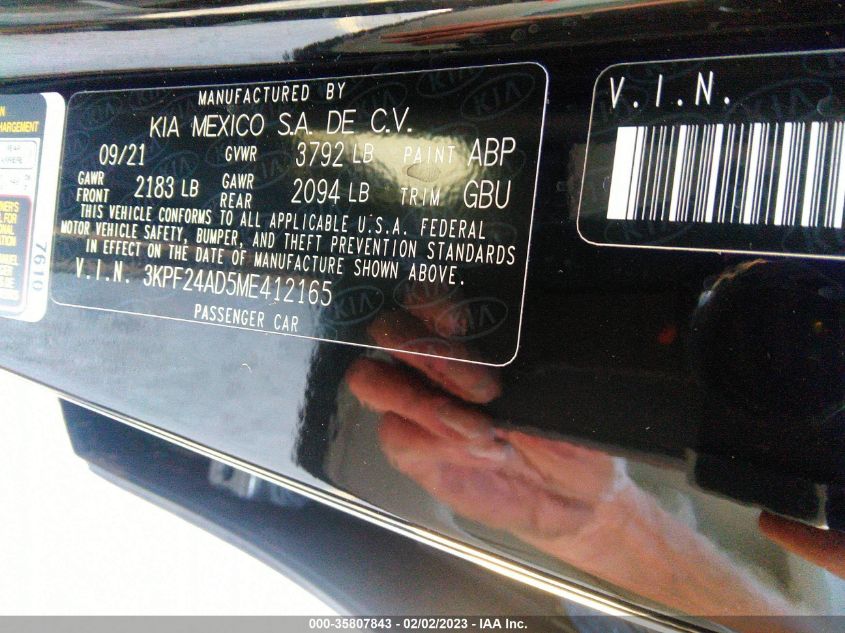 MANUFACTURED BY
KIA MEXICO S.A. DE C.V.
09/21 GVWR 3792 LB PAINT ABP
GAWR FRONT 2183 LB GAWR REAR 2094 LB TRIM GBU
THIS VEHICLE CONFORMS TO ALL APPLICABLE U.S.A. FEDERAL
MOTOR VEHICLE SAFETY, BUMPER, AND THEFT PREVENTION STANDARDS
IN EFFECT ON THE DATE OF MANUFACTURE SHOWN ABOVE.
V.I.N. 3KPF24AD5ME412165
PASSENGER CAR
V.I.N.
7610
000-35807843 - 02/02/2023 - IAA Inc.